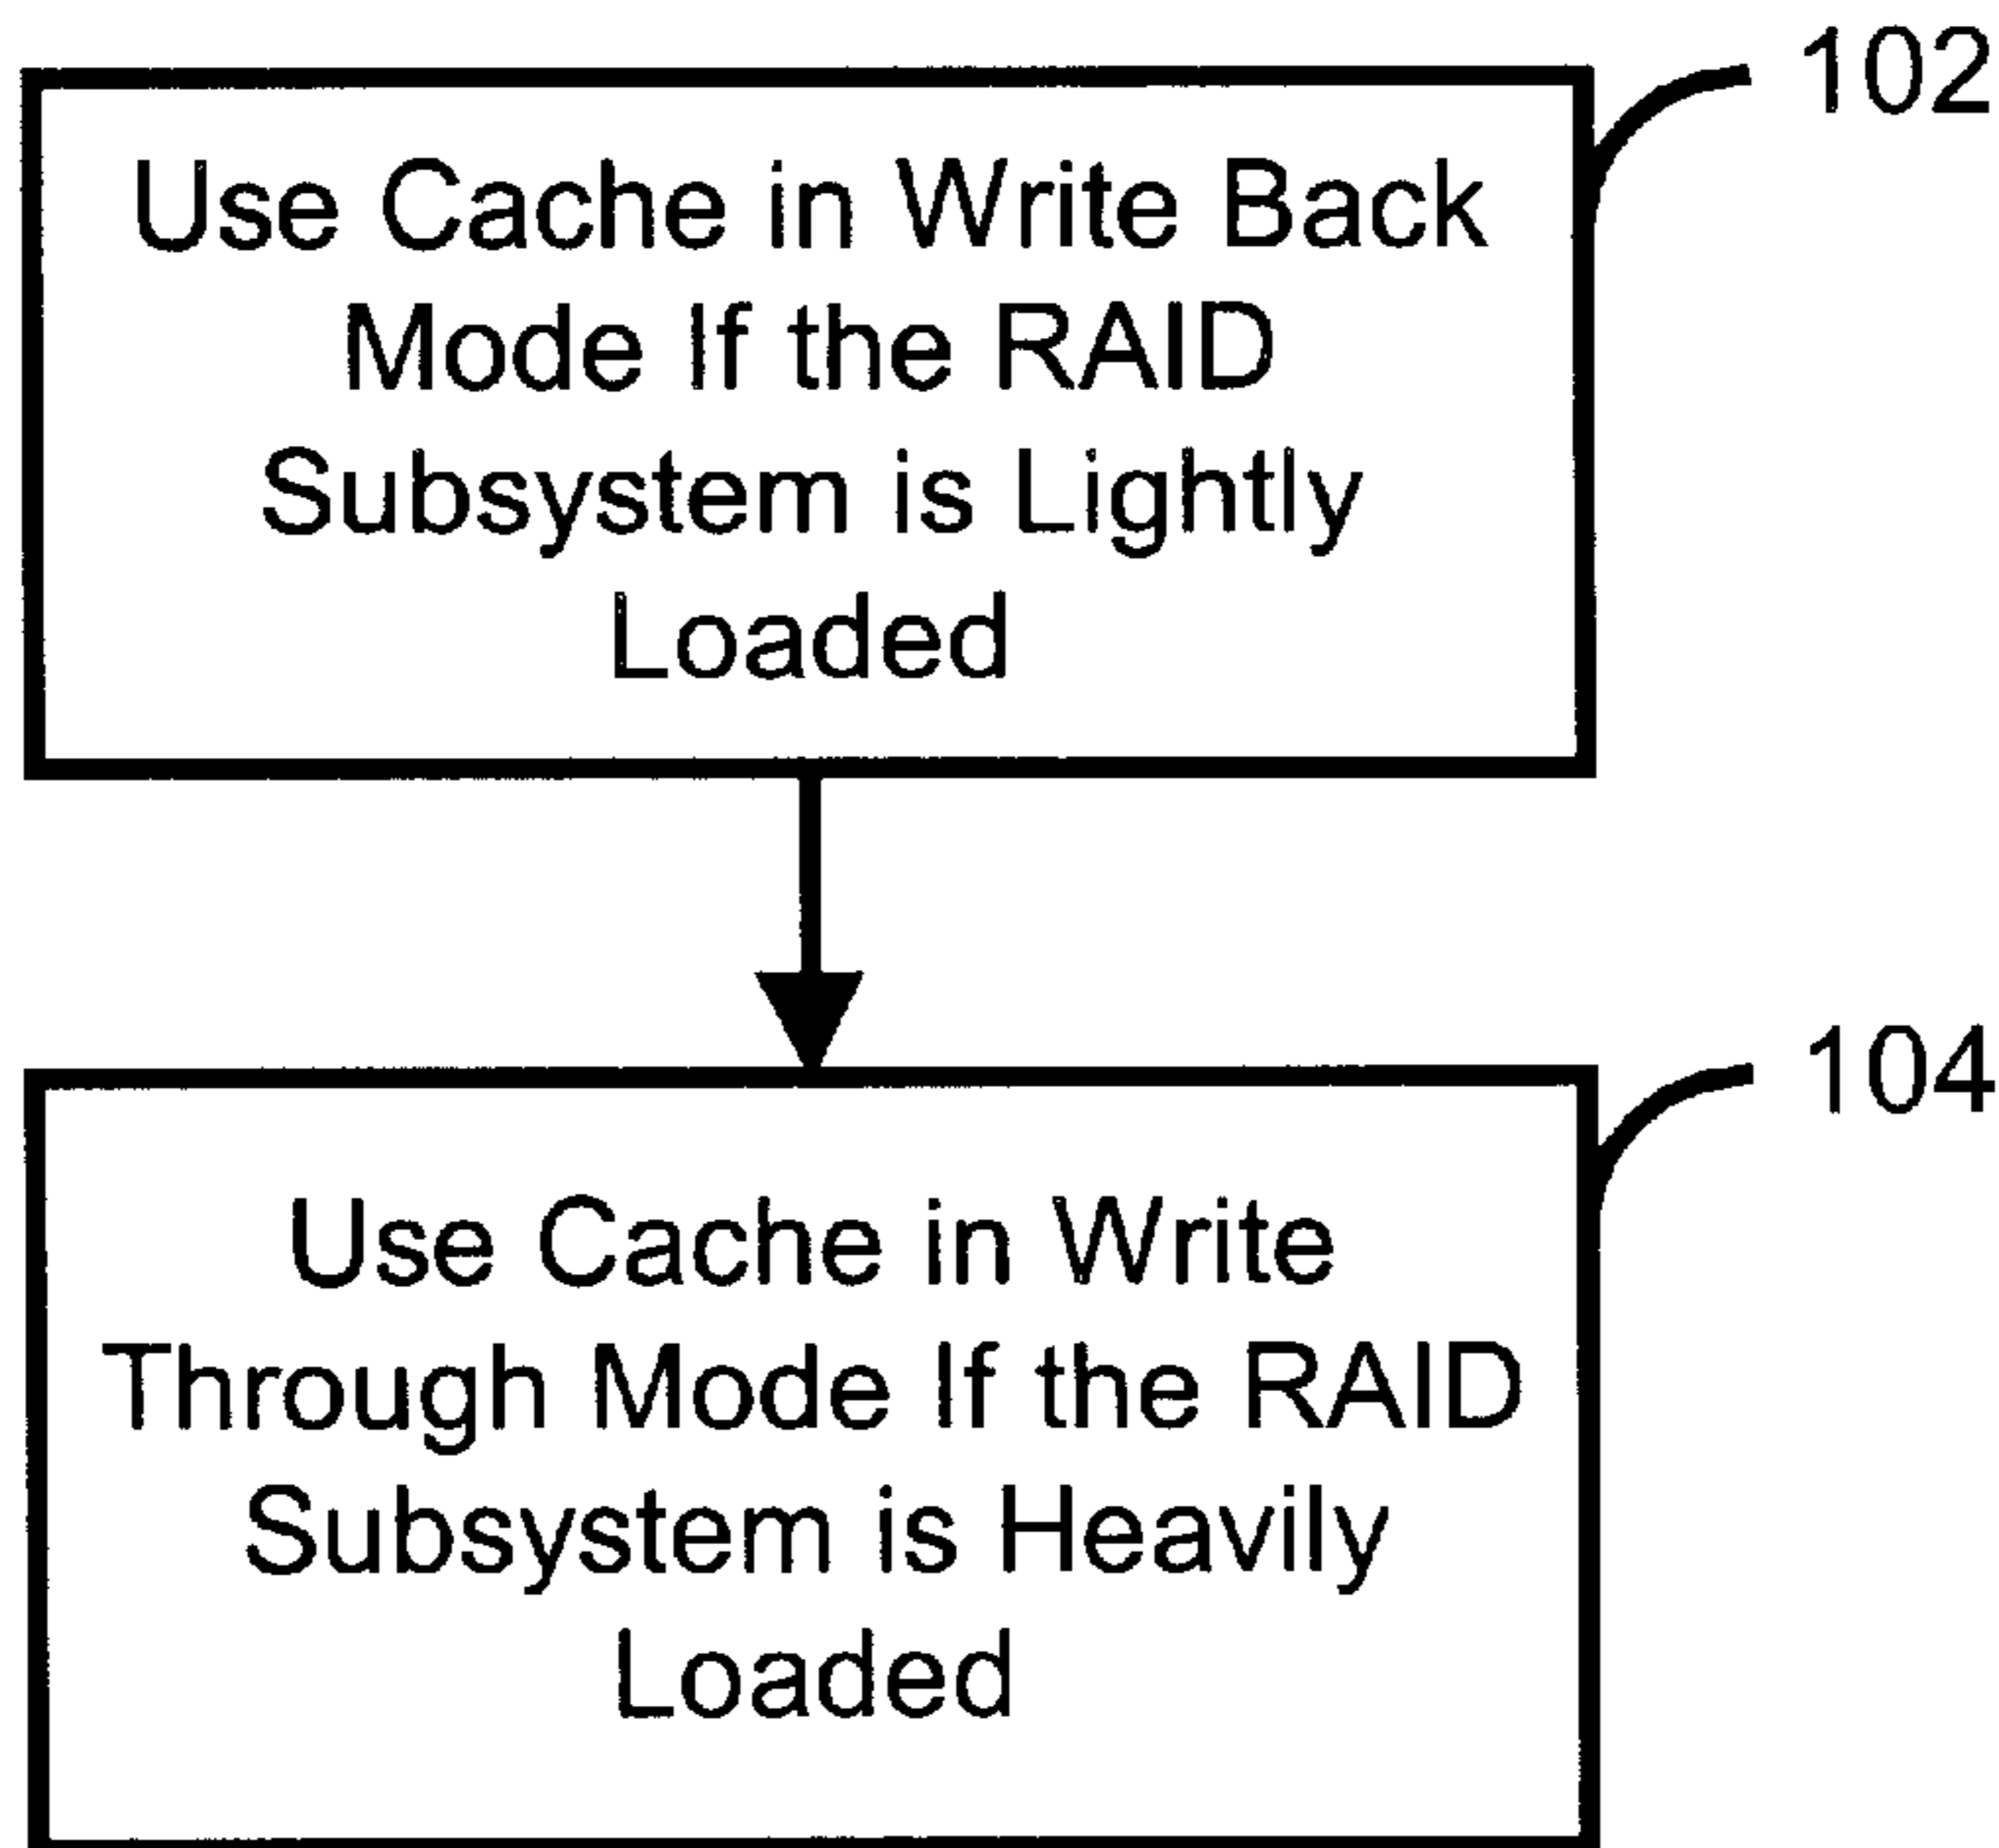 102
Use Cache in Write Back
Mode If the RAID
Subsystem is Lightly
Loaded
104
Use Cache in Write
Through Mode If the RAID
Subsystem is Heavily
Loaded